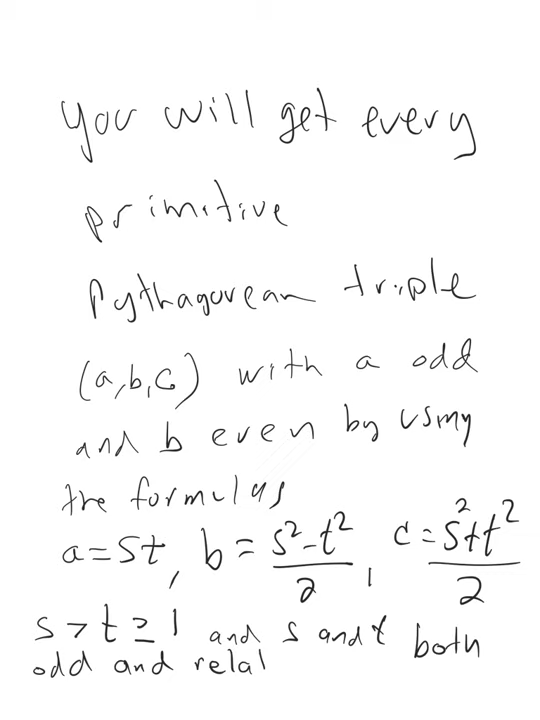 you will get every
primitive
Pythagorean triple
(a,b,c) with a odd
and b even by using
the formulas
a=st, b = s²-t²/2, c = s²+t²/2
s > t ≥ 1 and s and t both
odd and relal